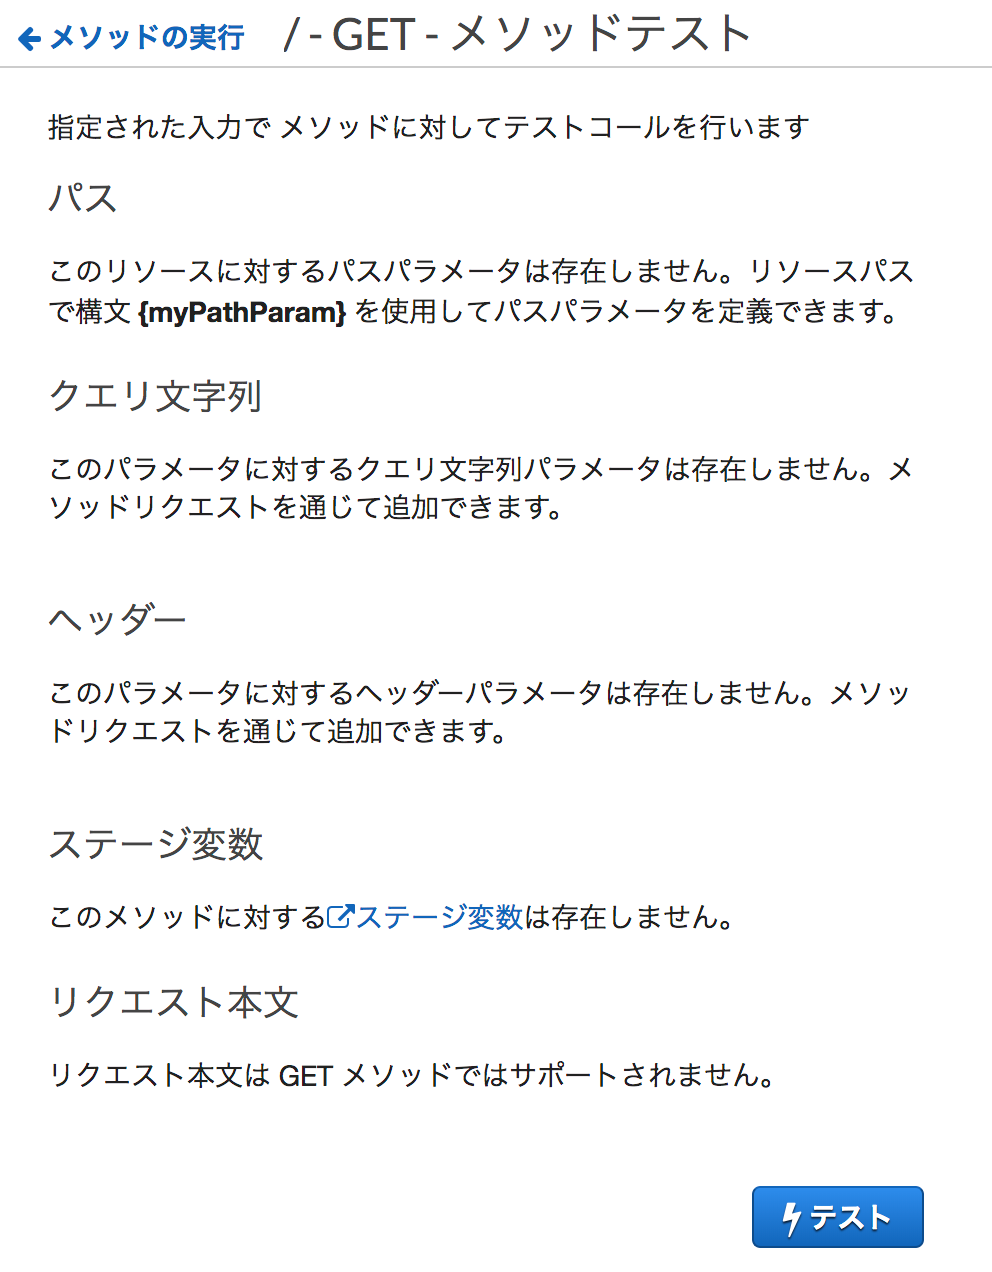 メソッドの実行 / - GET - メソッドテスト
指定された入力で メソッドに対してテストコールを行います
パス
このリソースに対するパスパラメータは存在しません。リソースパス
で構文 {myPathParam} を使用してパスパラメータを定義できます。
クエリ文字列
このパラメータに対するクエリ文字列パラメータは存在しません。メ
ソッドリクエストを通じて追加できます。
ヘッダー
このパラメータに対するヘッダーパラメータは存在しません。メソッ
ドリクエストを通じて追加できます。
ステージ変数
このメソッドに対するステージ変数は存在しません。
リクエスト本文
リクエスト本文は GET メソッドではサポートされません。
テスト